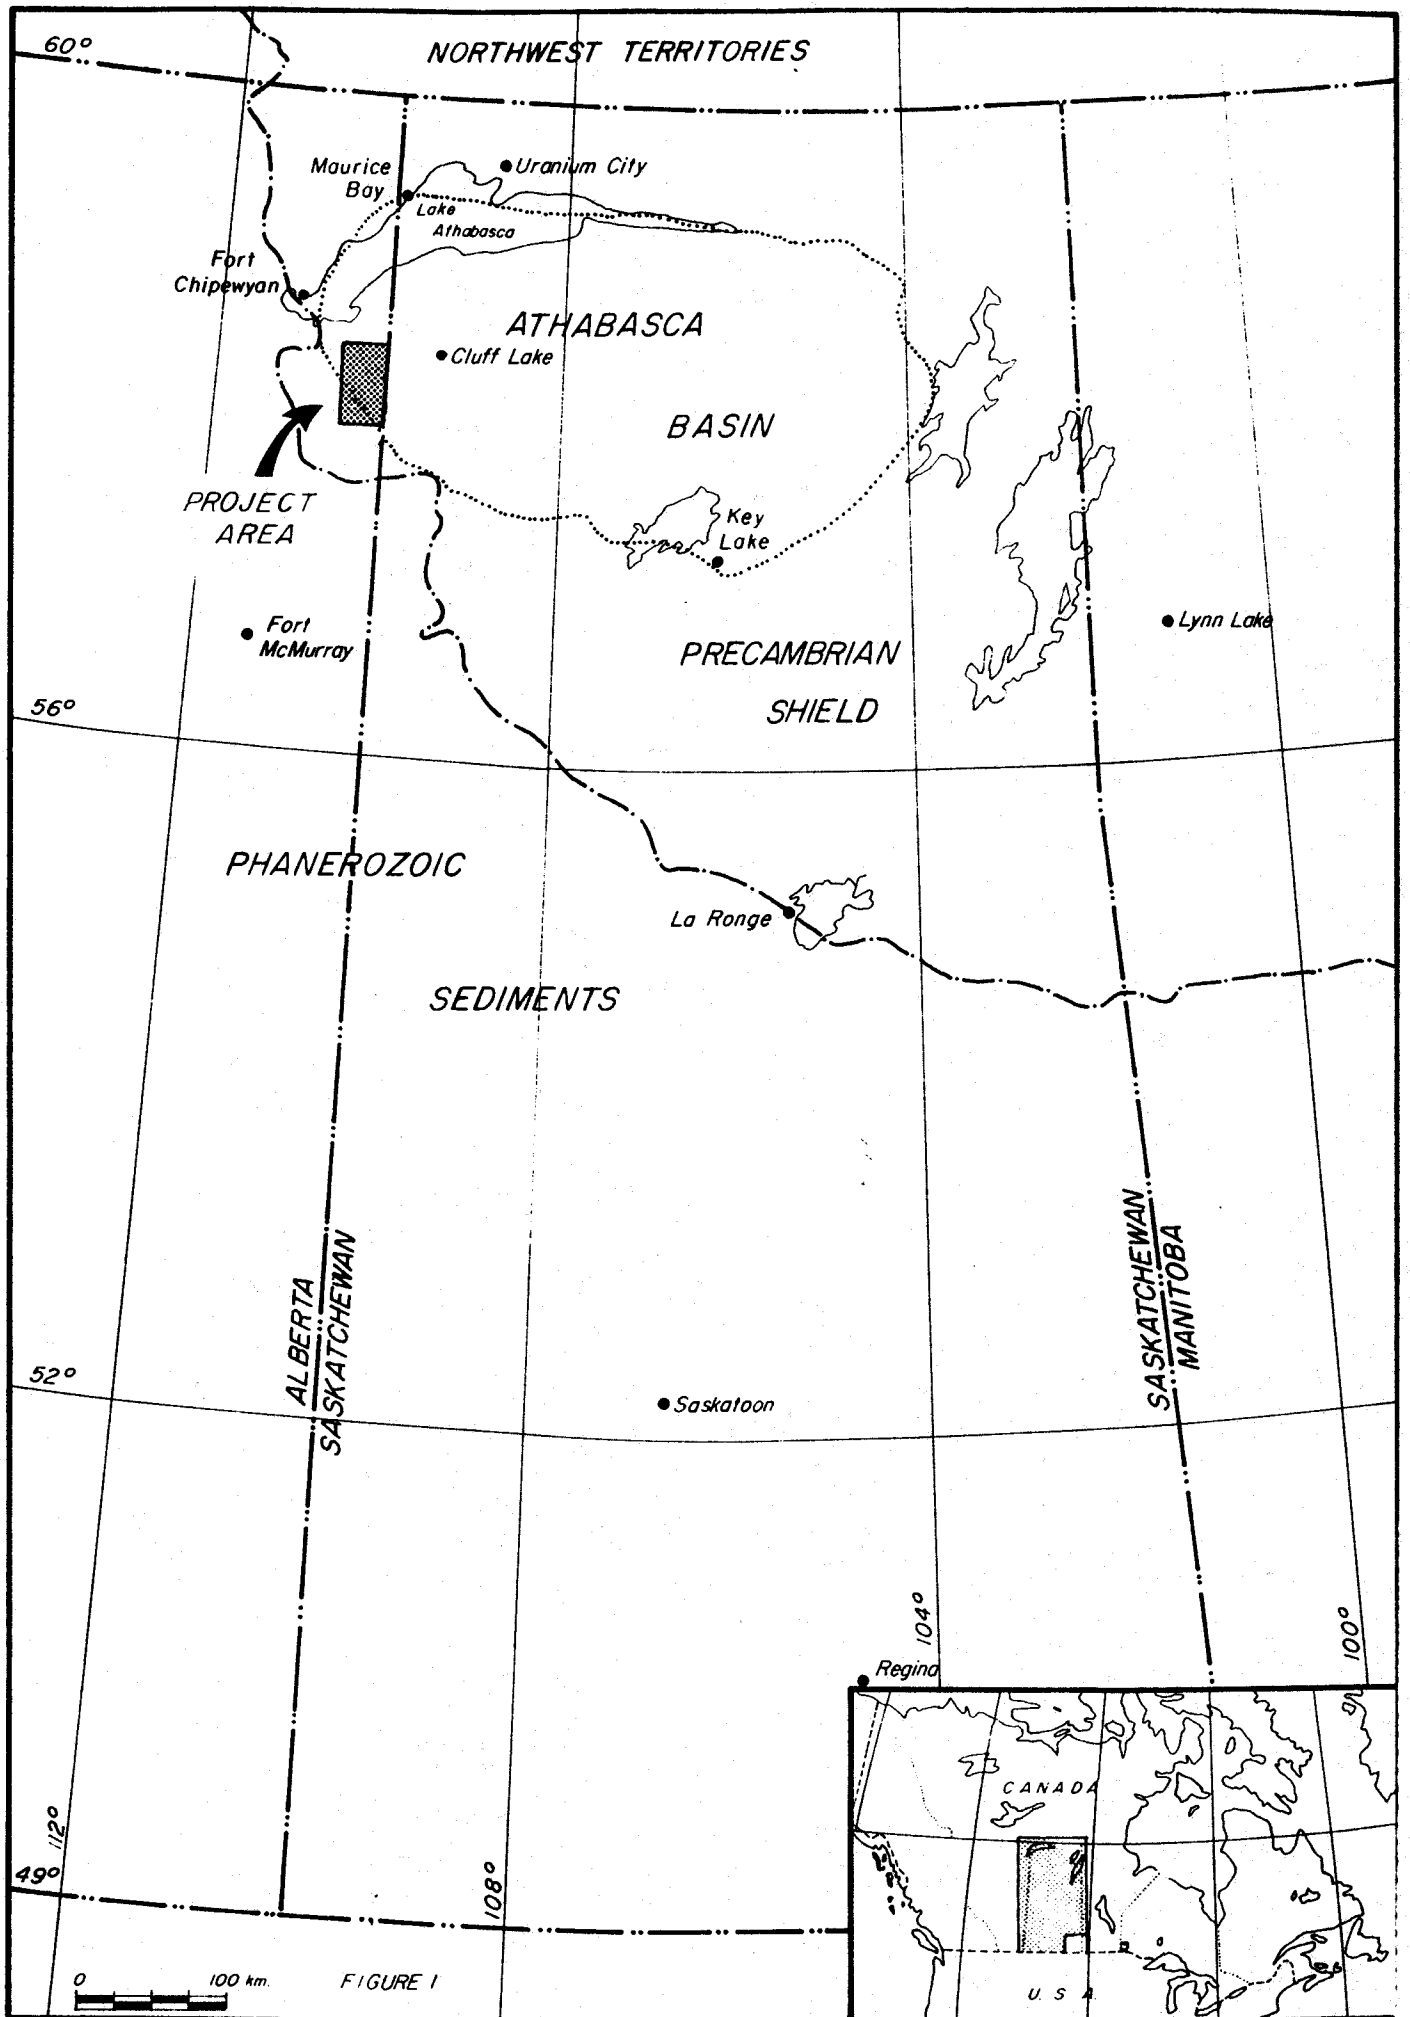 60°
NORTHWEST TERRITORIES
Maurice
Bay
Uranium City
Lake
Athabasca
Fort
Chipewyan
ATHABASCA
Cluff Lake
BASIN
PROJECT
AREA
Key
Lake
Fort
McMurray
Lynn Lake
PRECAMBRIAN
SHIELD
56°
PHANEROZOIC
La Ronge
SEDIMENTS
SASKATCHEWAN
MANITOBA
ALBERTA
SASKATCHEWAN
52°
Saskatoon
104°
100°
Regina
CANADA
112°
49°
108°
0 100 km.
FIGURE 1
U. S A